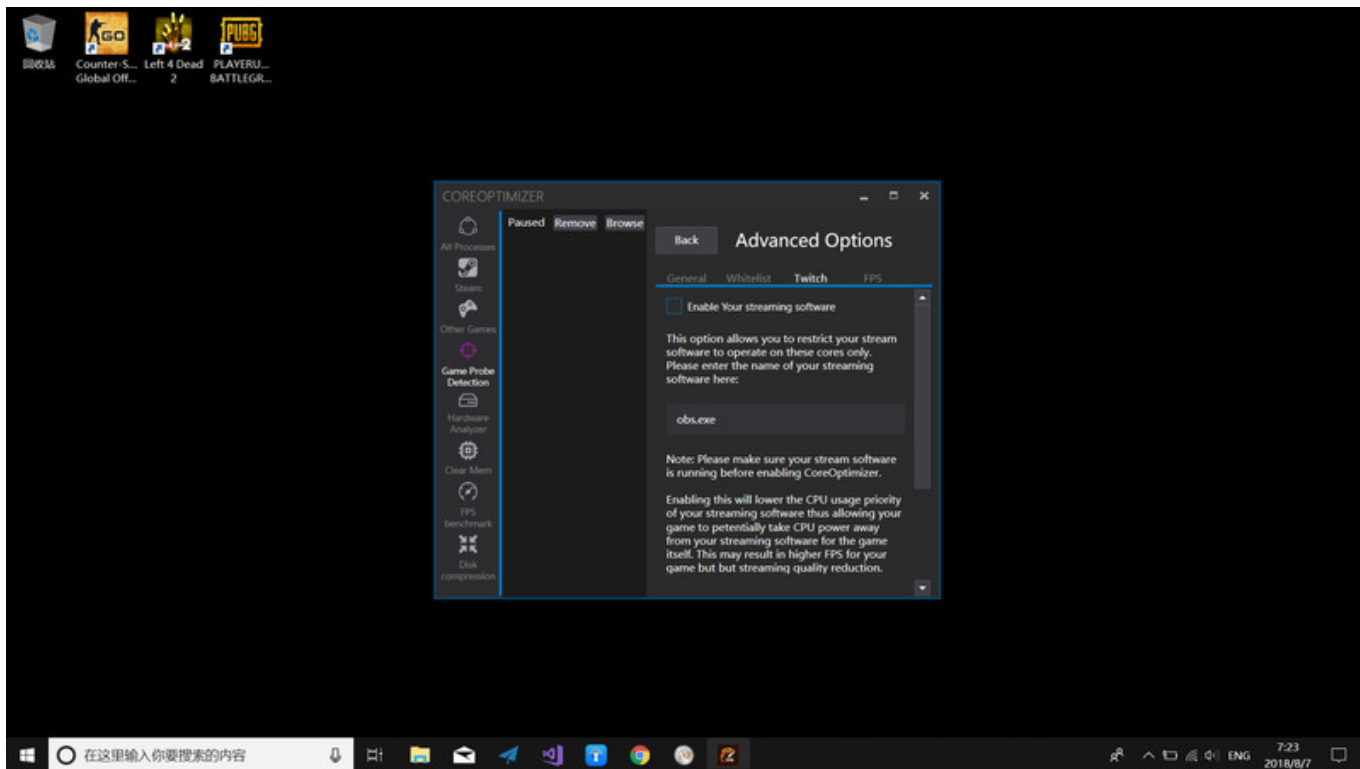 回收站
Counter-S...
Global Off...
Left 4 Dead
2
PUBG
PLAYERU...
BATTLEGR...
GO
COREOPTIMIZER
All Processes
Steam
Other Games
Game Probe
Detection
Hardware
Analyzer
Clear Mem
FPS
benchmark
Disk
compression
Paused Remove Browse
Back Advanced Options
General Whitelist Twitch FPS
Enable Your streaming software
This option allows you to restrict your stream
software to operate on these cores only.
Please enter the name of your streaming
software here:
obs.exe
Note: Please make sure your stream software
is running before enabling CoreOptimizer.
Enabling this will lower the CPU usage priority
of your streaming software thus allowing your
game to petentially take CPU power away
from your streaming software for the game
itself. This may result in higher FPS for your
game but but streaming quality reduction.
在这里输入你要搜索的内容
ENG
7:23
2018/8/7